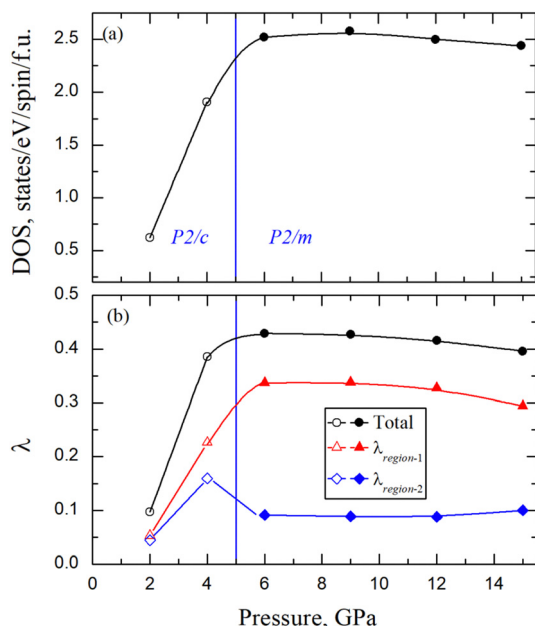 (a)
DOS, states/eV/spin/f.u.
2.5
2.0
1.5
1.0
0.5
P2/c P2/m
(b)
λ
0.5
0.4
0.3
0.2
0.1
0.0
Total
λregion-1
λregion-2
0 2 4 6 8 10 12 14
Pressure, GPa